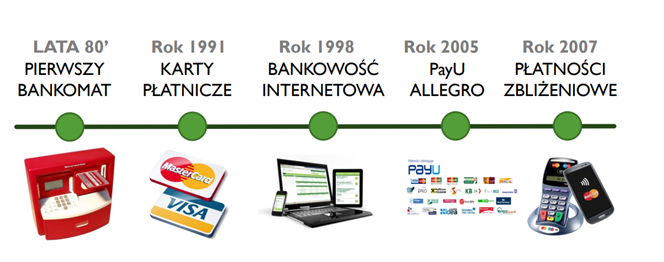 LATA 80'
PIERWSZY
BANKOMAT
Rok 1991
KARTY
PŁATNICZE
Rok 1998
BANKOWOŚĆ
INTERNETOWA
Rok 2005
PayU
ALLEGRO
Rok 2007
PŁATNOŚCI
ZBLIŻENIOWE
MasterCard
VISA
PayU